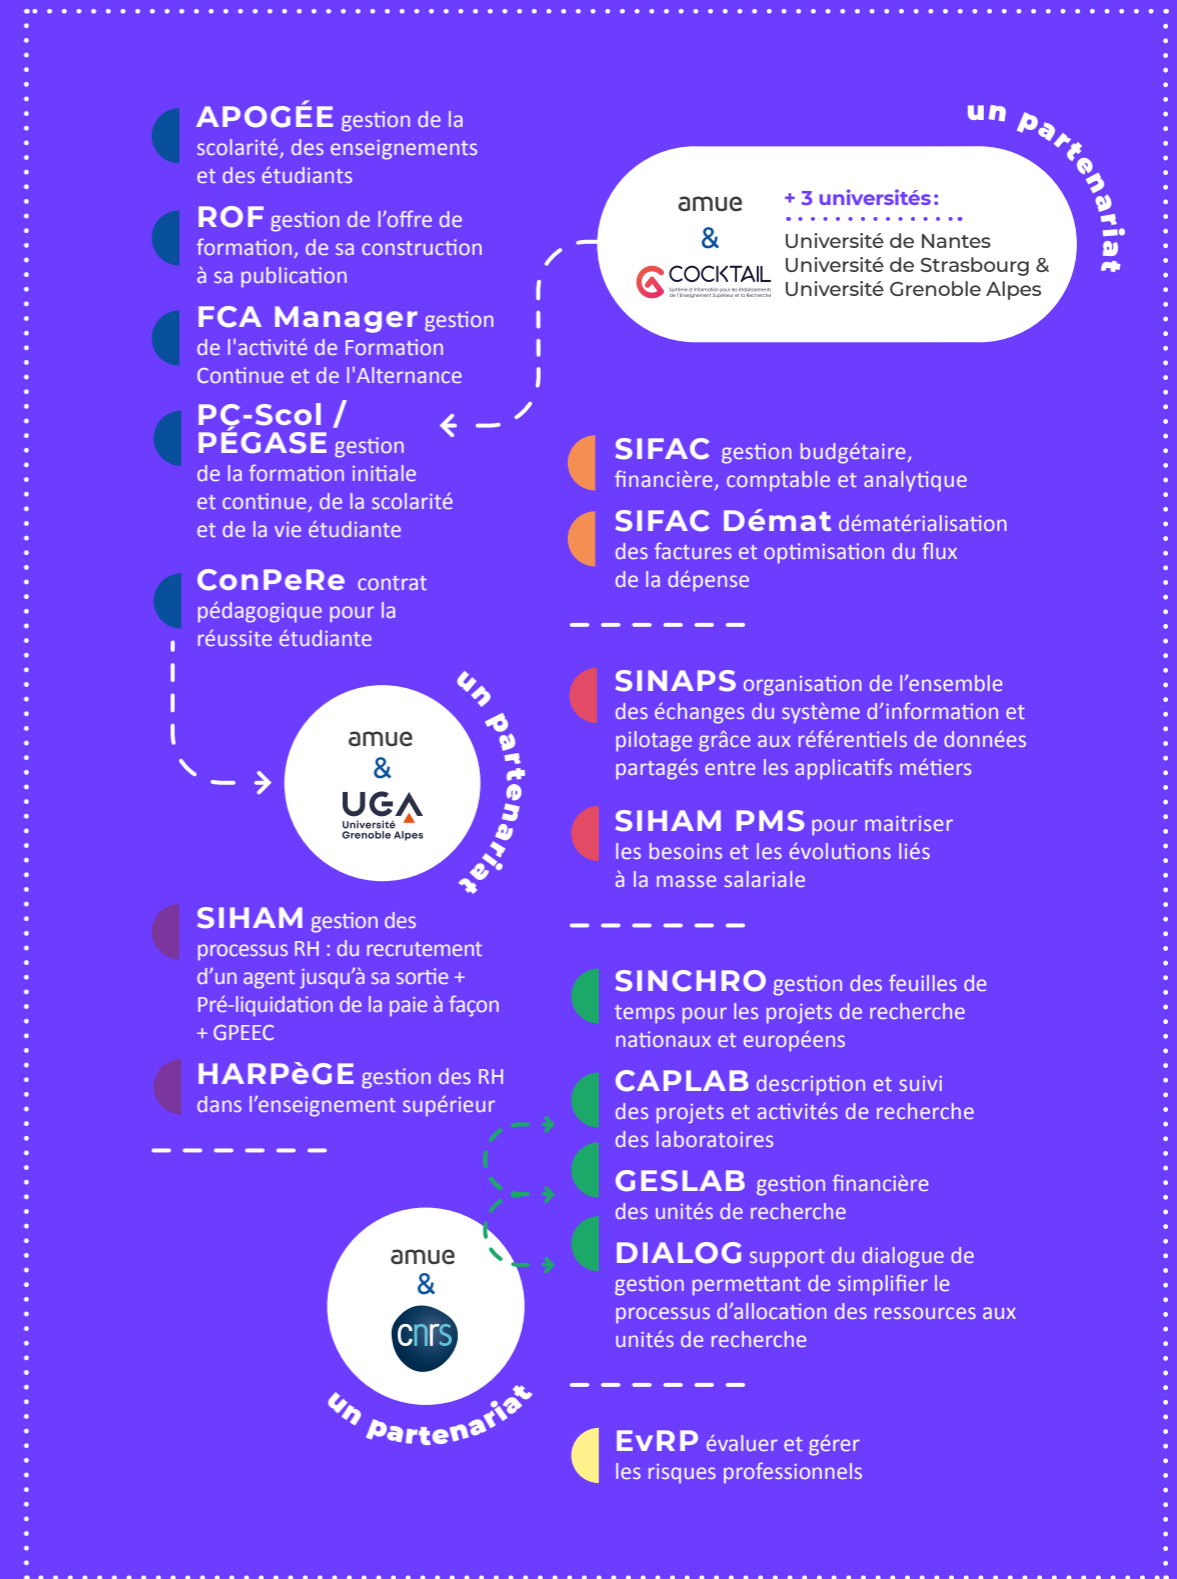 APOGÉE gestion de la
scolarité, des enseignements
et des étudiants
ROF gestion de l’offre de
formation, de sa construction
à sa publication
FCA Manager gestion
de l'activité de Formation
Continue et de l'Alternance
PC-Scol /
PÉGASE gestion
de la formation initiale
et continue, de la scolarité
et de la vie étudiante
ConPeRe contrat
pédagogique pour la
réussite étudiante
un partenariat
amue
&
COCKTAIL
Système d'information pour les établissements
de l'Enseignement Supérieur et la Recherche
+ 3 universités :
Université de Nantes
Université de Strasbourg &
Université Grenoble Alpes
un partenariat
amue
&
UGA
Université
Grenoble Alpes
SIHAM gestion des
processus RH : du recrutement
d’un agent jusqu’à sa sortie +
Pré-liquidation de la paie à façon
+ GPEEC
HARPèGE gestion des RH
dans l’enseignement supérieur
amue
&
cnrs
un partenariat
SIFAC gestion budgétaire,
financière, comptable et analytique
SIFAC Démat dématérialisation
des factures et optimisation du flux
de la dépense
SINAPS organisation de l’ensemble
des échanges du système d’information et
pilotage grâce aux référentiels de données
partagés entre les applicatifs métiers
SIHAM PMS pour maitriser
les besoins et les évolutions liés
à la masse salariale
SINCHRO gestion des feuilles de
temps pour les projets de recherche
nationaux et européens
CAPLAB description et suivi
des projets et activités de recherche
des laboratoires
GESLAB gestion financière
des unités de recherche
DIALOG support du dialogue de
gestion permettant de simplifier le
processus d’allocation des ressources aux
unités de recherche
EvRP évaluer et gérer
les risques professionnels